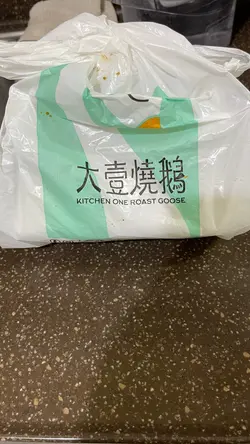 大壹燒鵝
KITCHEN ONE ROAST GOOSE